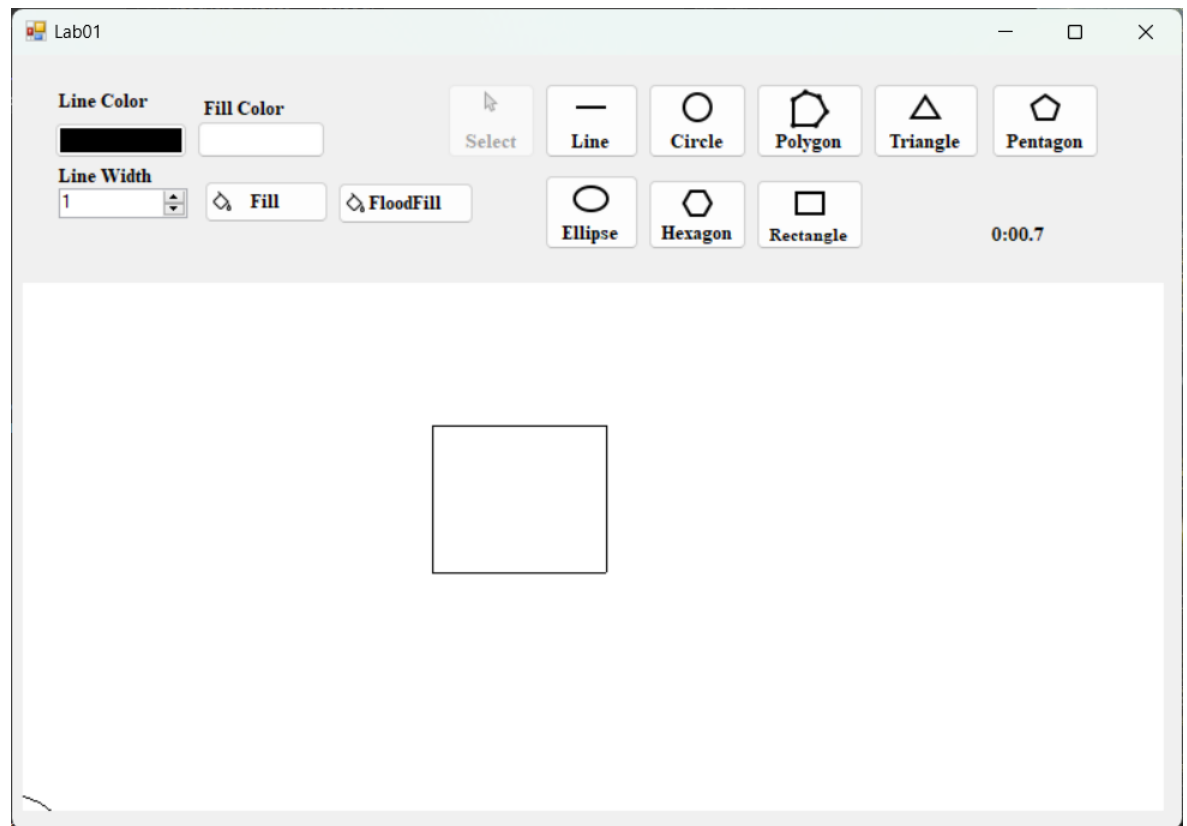 Lab01
Line Color
Fill Color
Select
Line
Circle
Polygon
Triangle
Pentagon
Line Width
1
Fill
FloodFill
Ellipse
Hexagon
Rectangle
0:00.7